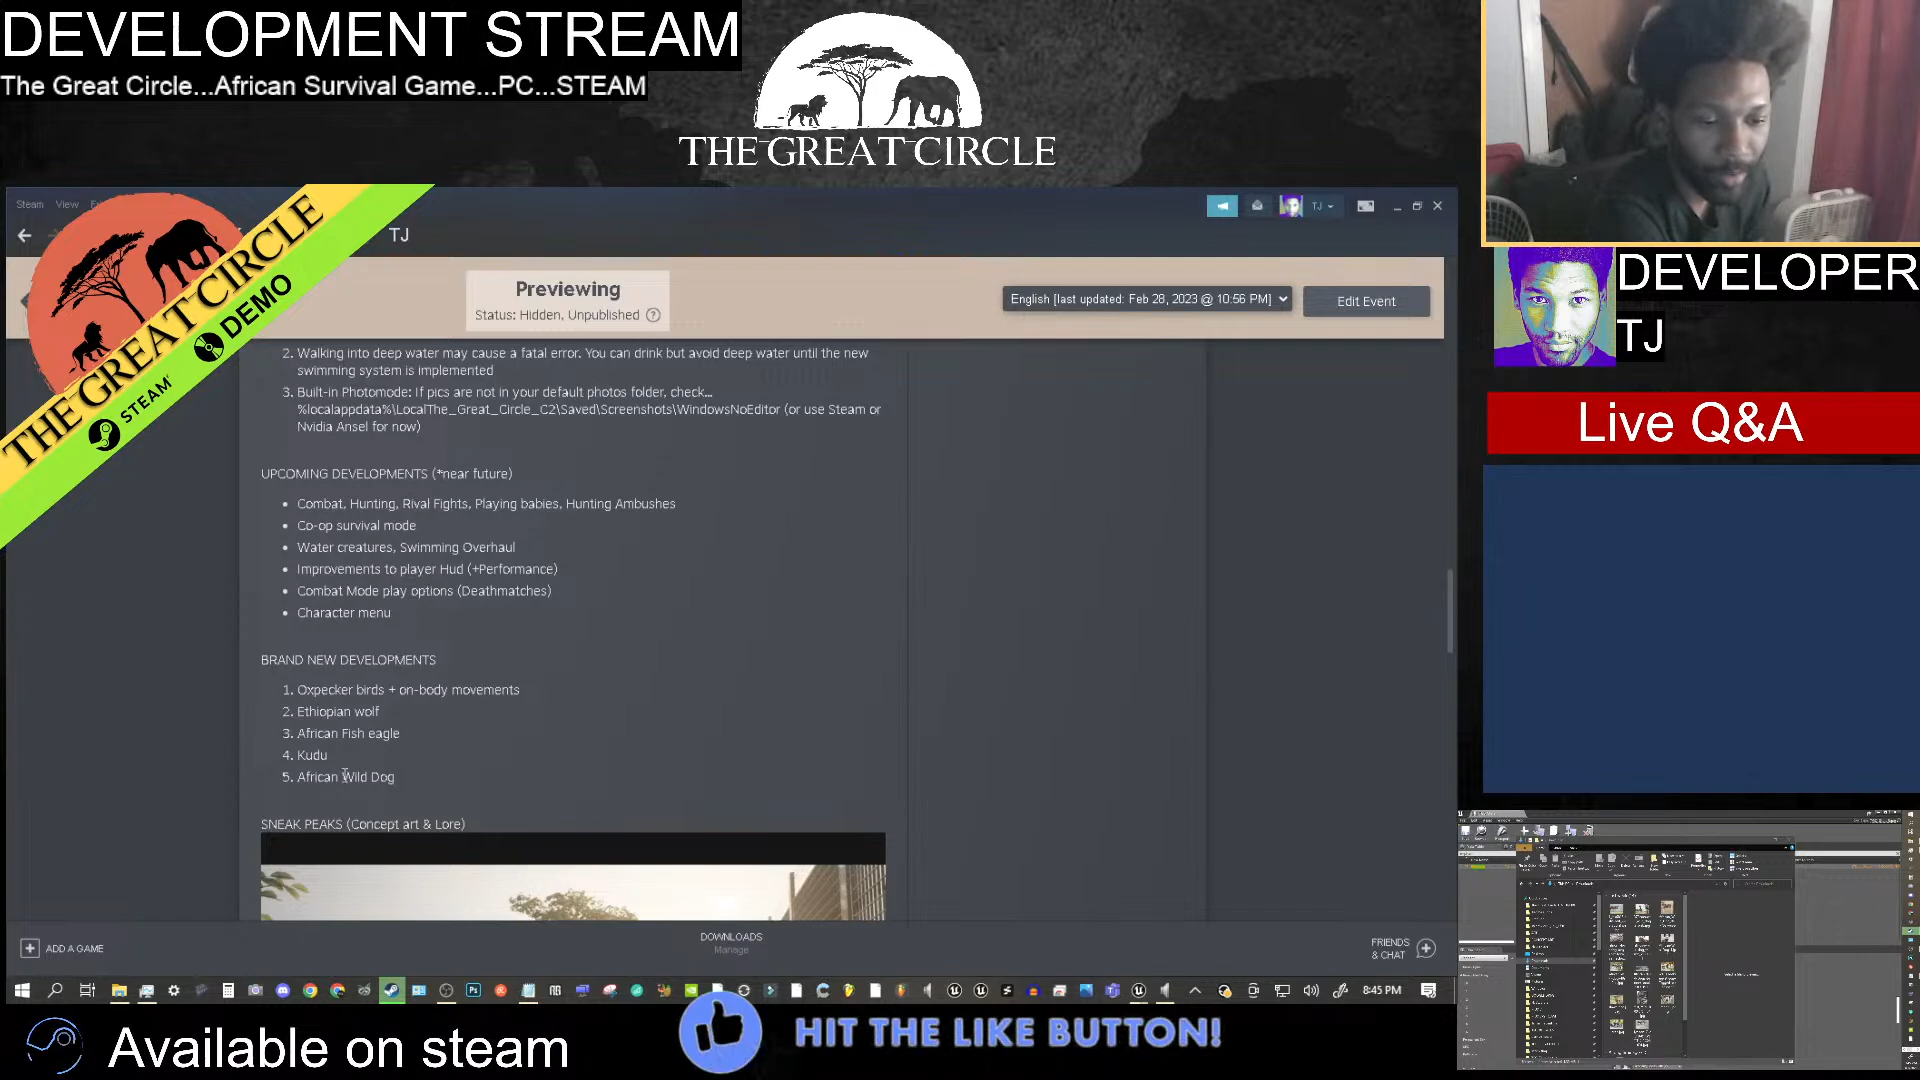 DEVELOPMENT STREAM
The Great Circle...African Survival Game...PC...STEAM
THE GREAT CIRCLE
Steam View
TJ
TJ
THE GREAT CIRCLE
STEAM DEMO
Previewing
Status: Hidden, Unpublished ?
English [last updated: Feb 28, 2023 @ 10:56 PM]
Edit Event
2. Walking into deep water may cause a fatal error. You can drink but avoid deep water until the new
swimming system is implemented
3. Built-in Photomode: If pics are not in your default photos folder, check...
%localappdata%\LocalThe_Great_Circle_C2\Saved\Screenshots\WindowsNoEditor (or use Steam or
Nvidia Ansel for now)
UPCOMING DEVELOPMENTS (*near future)
• Combat, Hunting, Rival Fights, Playing babies, Hunting Ambushes
• Co-op survival mode
• Water creatures, Swimming Overhaul
• Improvements to player Hud (+Performance)
• Combat Mode play options (Deathmatches)
• Character menu
BRAND NEW DEVELOPMENTS
1. Oxpecker birds + on-body movements
2. Ethiopian wolf
3. African Fish eagle
4. Kudu
5. African Wild Dog
SNEAK PEAKS (Concept art & Lore)
ADD A GAME
DOWNLOADS
Manage
FRIENDS
& CHAT
8:45 PM
Available on steam
HIT THE LIKE BUTTON!
DEVELOPER
TJ
Live Q&A